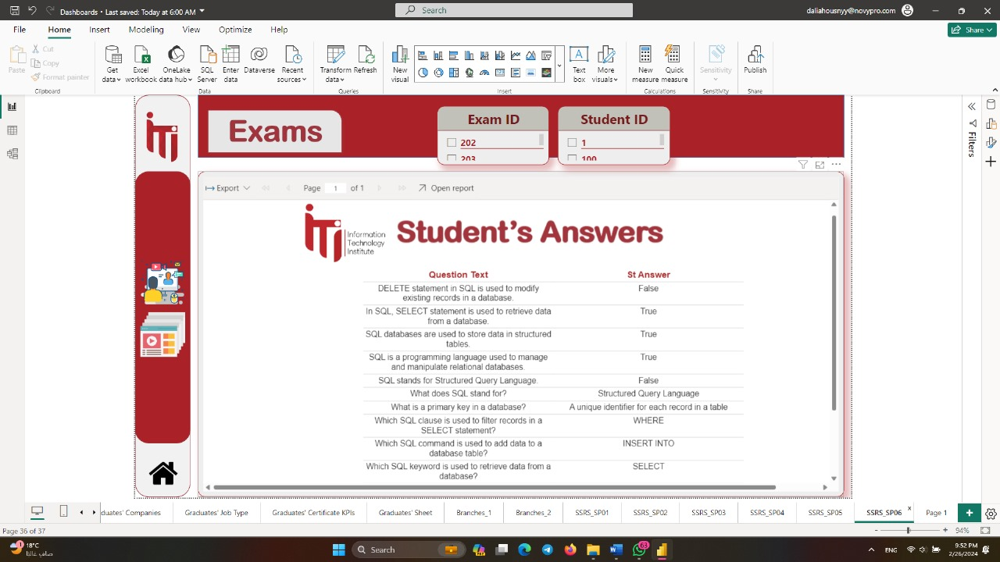 Dashboards • Last saved: Today at 6:00 AM
Search
daliahousny@novypro.com
File
Home
Insert
Modeling
View
Optimize
Help
Share
Paste
Cut
Copy
Format painter
Clipboard
Get data
Excel workbook
OneLake data hub
SQL Server
Enter data
Dataverse
Recent sources
Data
Transform data
Refresh
Queries
New visual
Text box
More visuals
Insert
New measure
Quick measure
Calculations
Sensitivity
Sensitivity
Publish
Share
Exams
Exam ID
202
203
Student ID
1
100
Filters
Export
Page 1 of 1
Open report
iTi
Information
Technology
Institute
Student's Answers
Question Text St Answer
DELETE statement in SQL is used to modify
existing records in a database. False
In SQL, SELECT statement is used to retrieve data
from a database. True
SQL databases are used to store data in structured
tables. True
SQL is a programming language used to manage
and manipulate relational databases. True
SQL stands for Structured Query Language. False
What does SQL stand for? Structured Query Language
What is a primary key in a database? A unique identifier for each record in a table
Which SQL clause is used to filter records in a
SELECT statement? WHERE
Which SQL command is used to add data to a
database table? INSERT INTO
Which SQL keyword is used to retrieve data from a
database? SELECT
duates' Companies
Graduates' Job Type
Graduates' Certificate KPIs
Graduates' Sheet
Branches_1
Branches_2
SSRS_SP01
SSRS_SP02
SSRS_SP03
SSRS_SP04
SSRS_SP05
SSRS_SP06
Page 1
Page 36 of 37
94%
18°C
Search
63
ENG
9:52 PM
2/26/2024